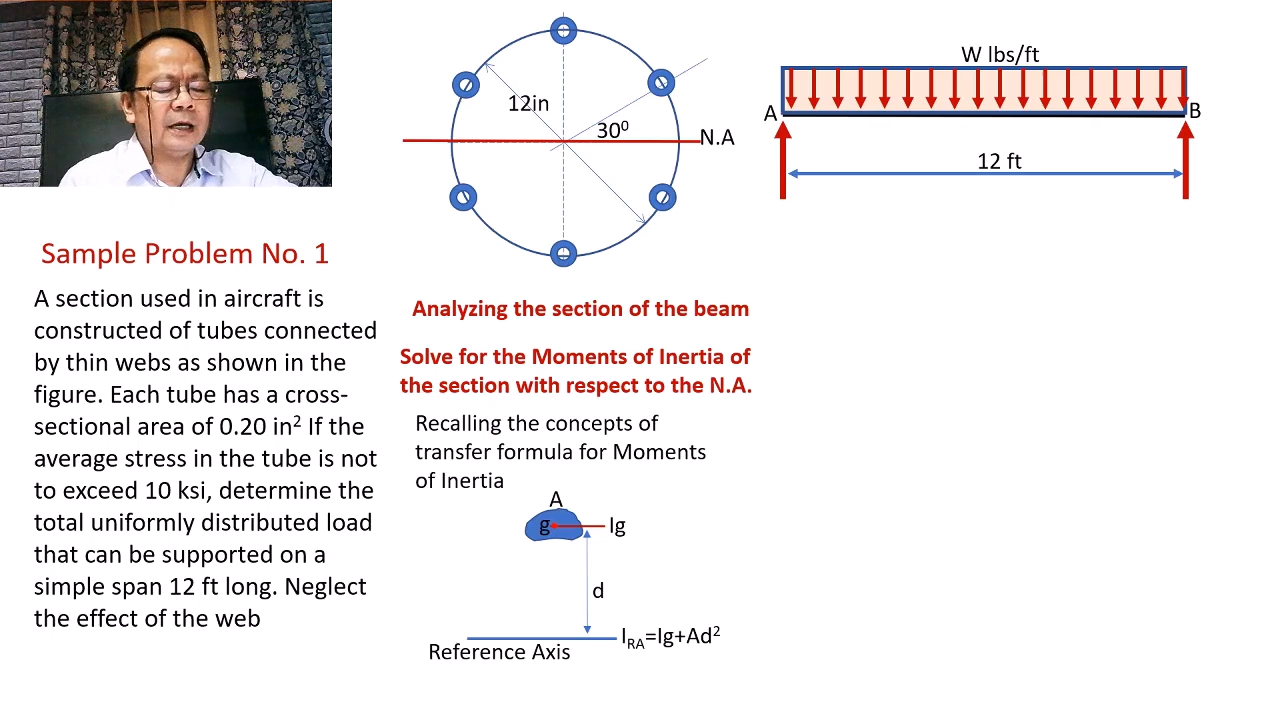 12in
30⁰
N.A
W lbs/ft
A
B
12 ft
Sample Problem No. 1
A section used in aircraft is
constructed of tubes connected
by thin webs as shown in the
figure. Each tube has a cross-
sectional area of 0.20 in² If the
average stress in the tube is not
to exceed 10 ksi, determine the
total uniformly distributed load
that can be supported on a
simple span 12 ft long. Neglect
the effect of the web
Analyzing the section of the beam
Solve for the Moments of Inertia of
the section with respect to the N.A.
Recalling the concepts of
transfer formula for Moments
of Inertia
A
g
Ig
d
I_RA=Ig+Ad²
Reference Axis